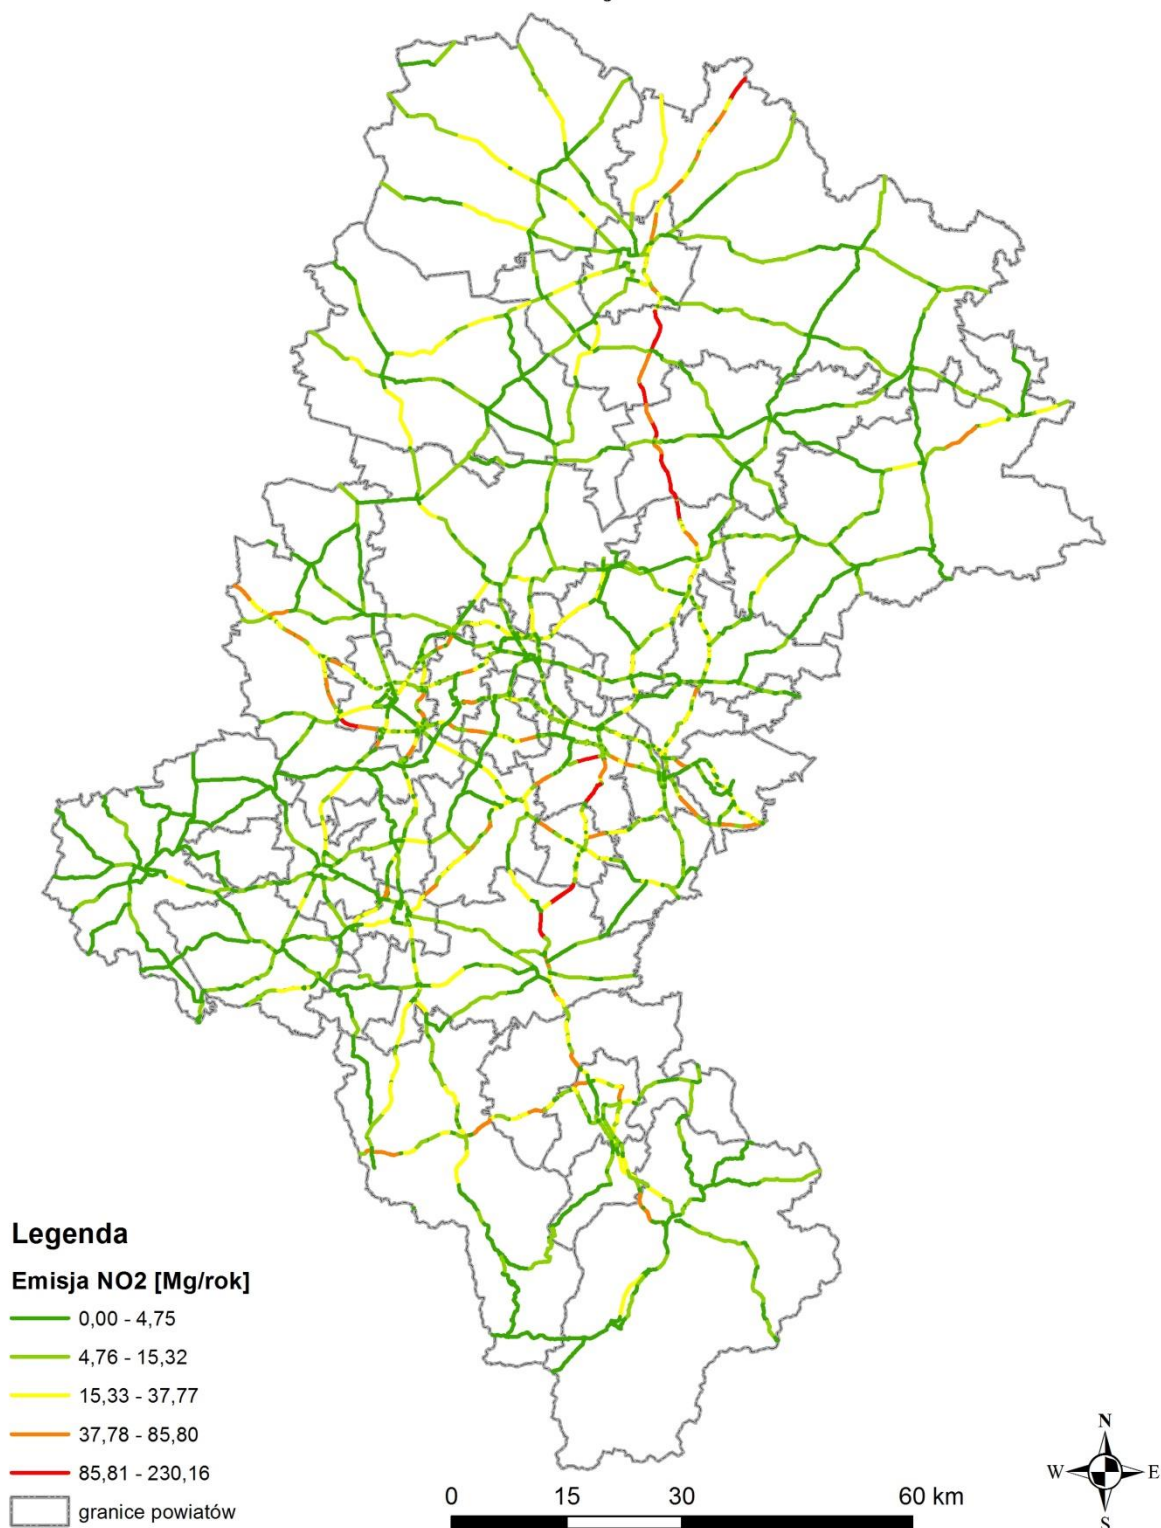 Legenda
Emisja NO2 [Mg/rok]
0,00 - 4,75
4,76 - 15,32
15,33 - 37,77
37,78 - 85,80
85,81 - 230,16
granice powiatów
0 15 30 60 km
N
W E
S